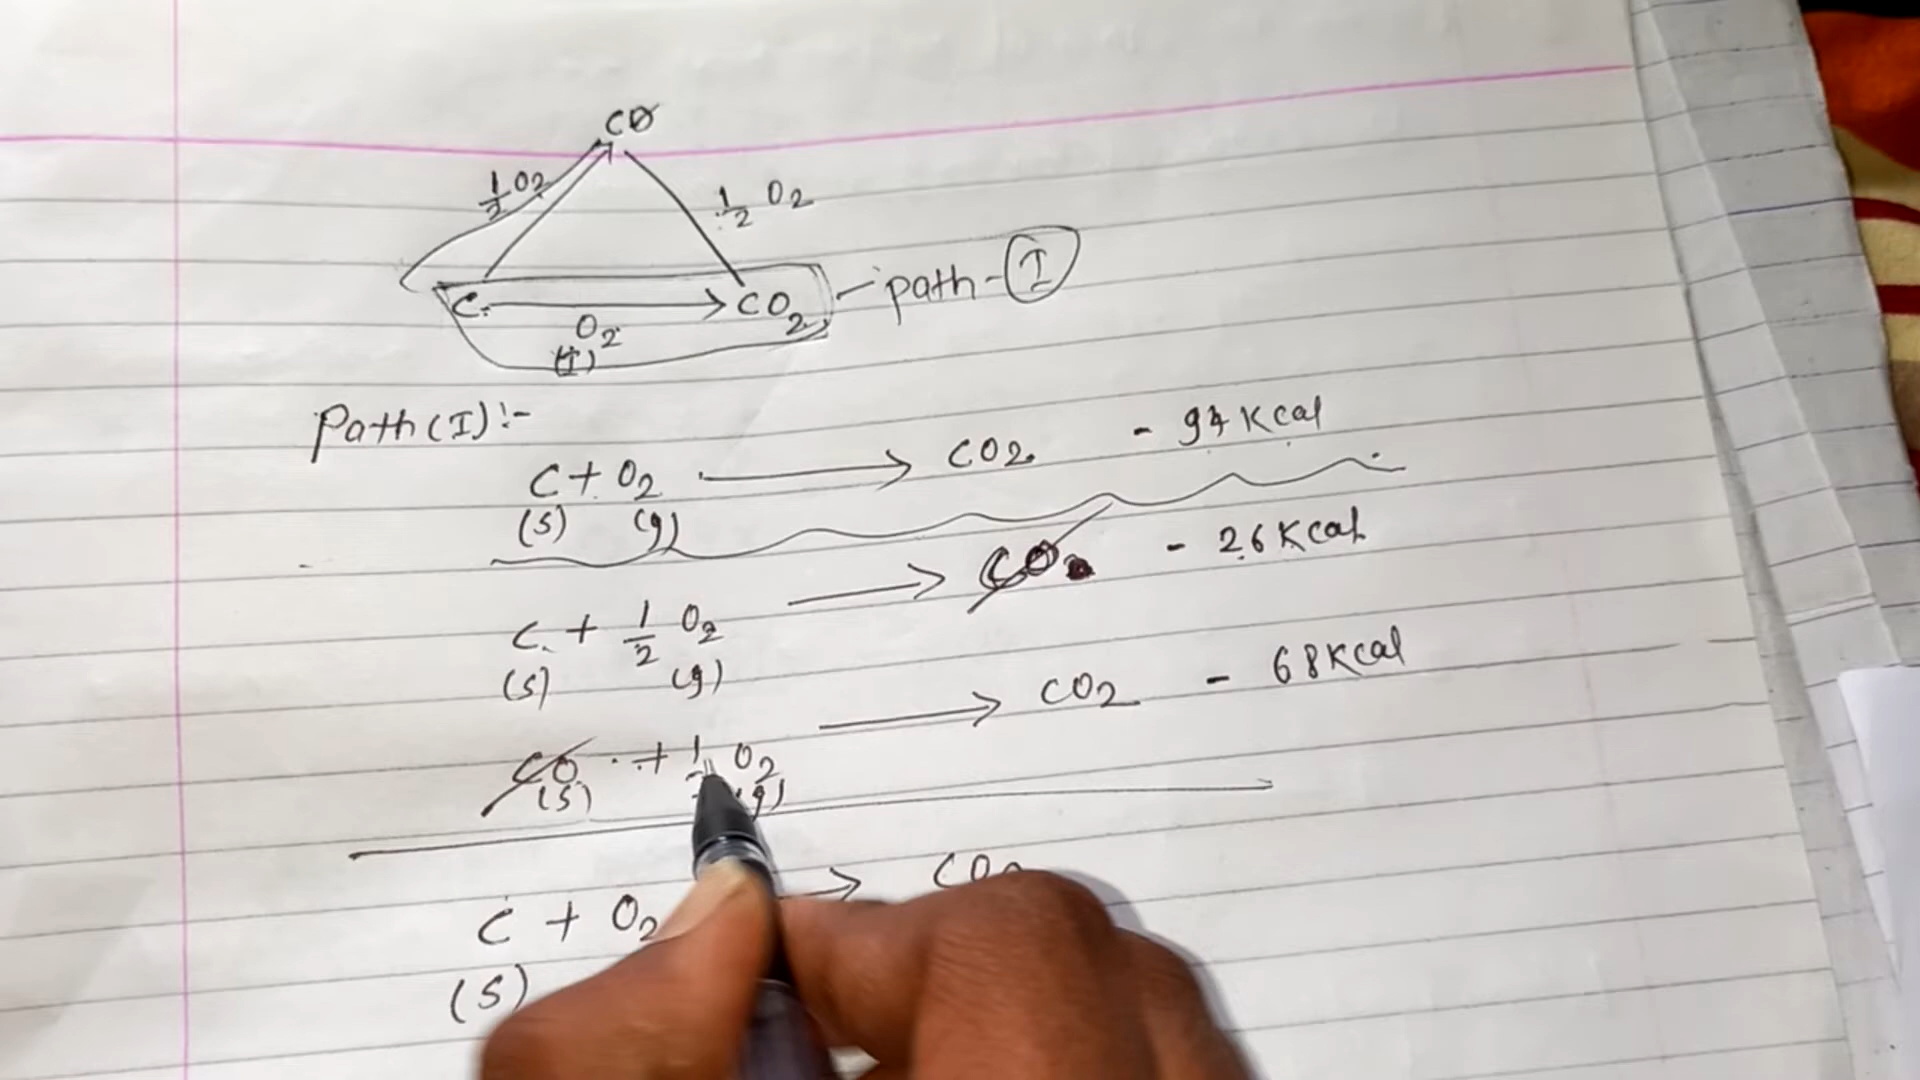 CO
1/2 O2
1/2 O2
C → CO2 - path - (I)
O2
(I)
Path (I) :-
C + O2 → CO2. - 94 Kcal
(s) (g)
C + 1/2 O2 → CO - 26 Kcal
(s) (g)
CO + 1/2 O2 → CO2 - 68 Kcal
(s) (g)
C + O2 → CO2
(s)